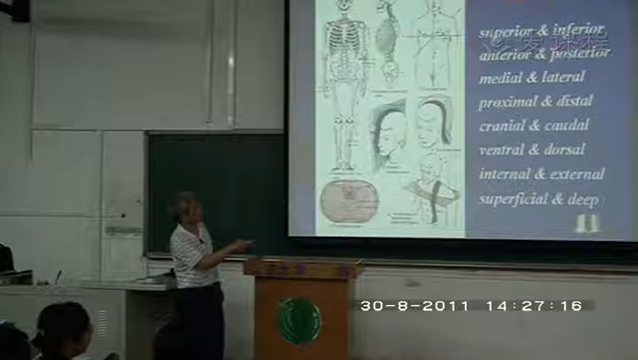 superior & inferior
anterior & posterior
medial & lateral
proximal & distal
cranial & caudal
ventral & dorsal
internal & external
superficial & deep
30-8-2011 14:27:16